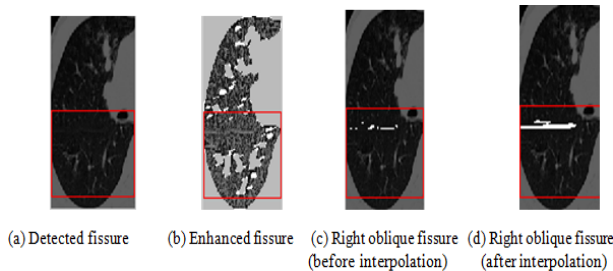 (a) Detected fissure
(b) Enhanced fissure
(c) Right oblique fissure
(before interpolation)
(d) Right oblique fissure
(after interpolation)